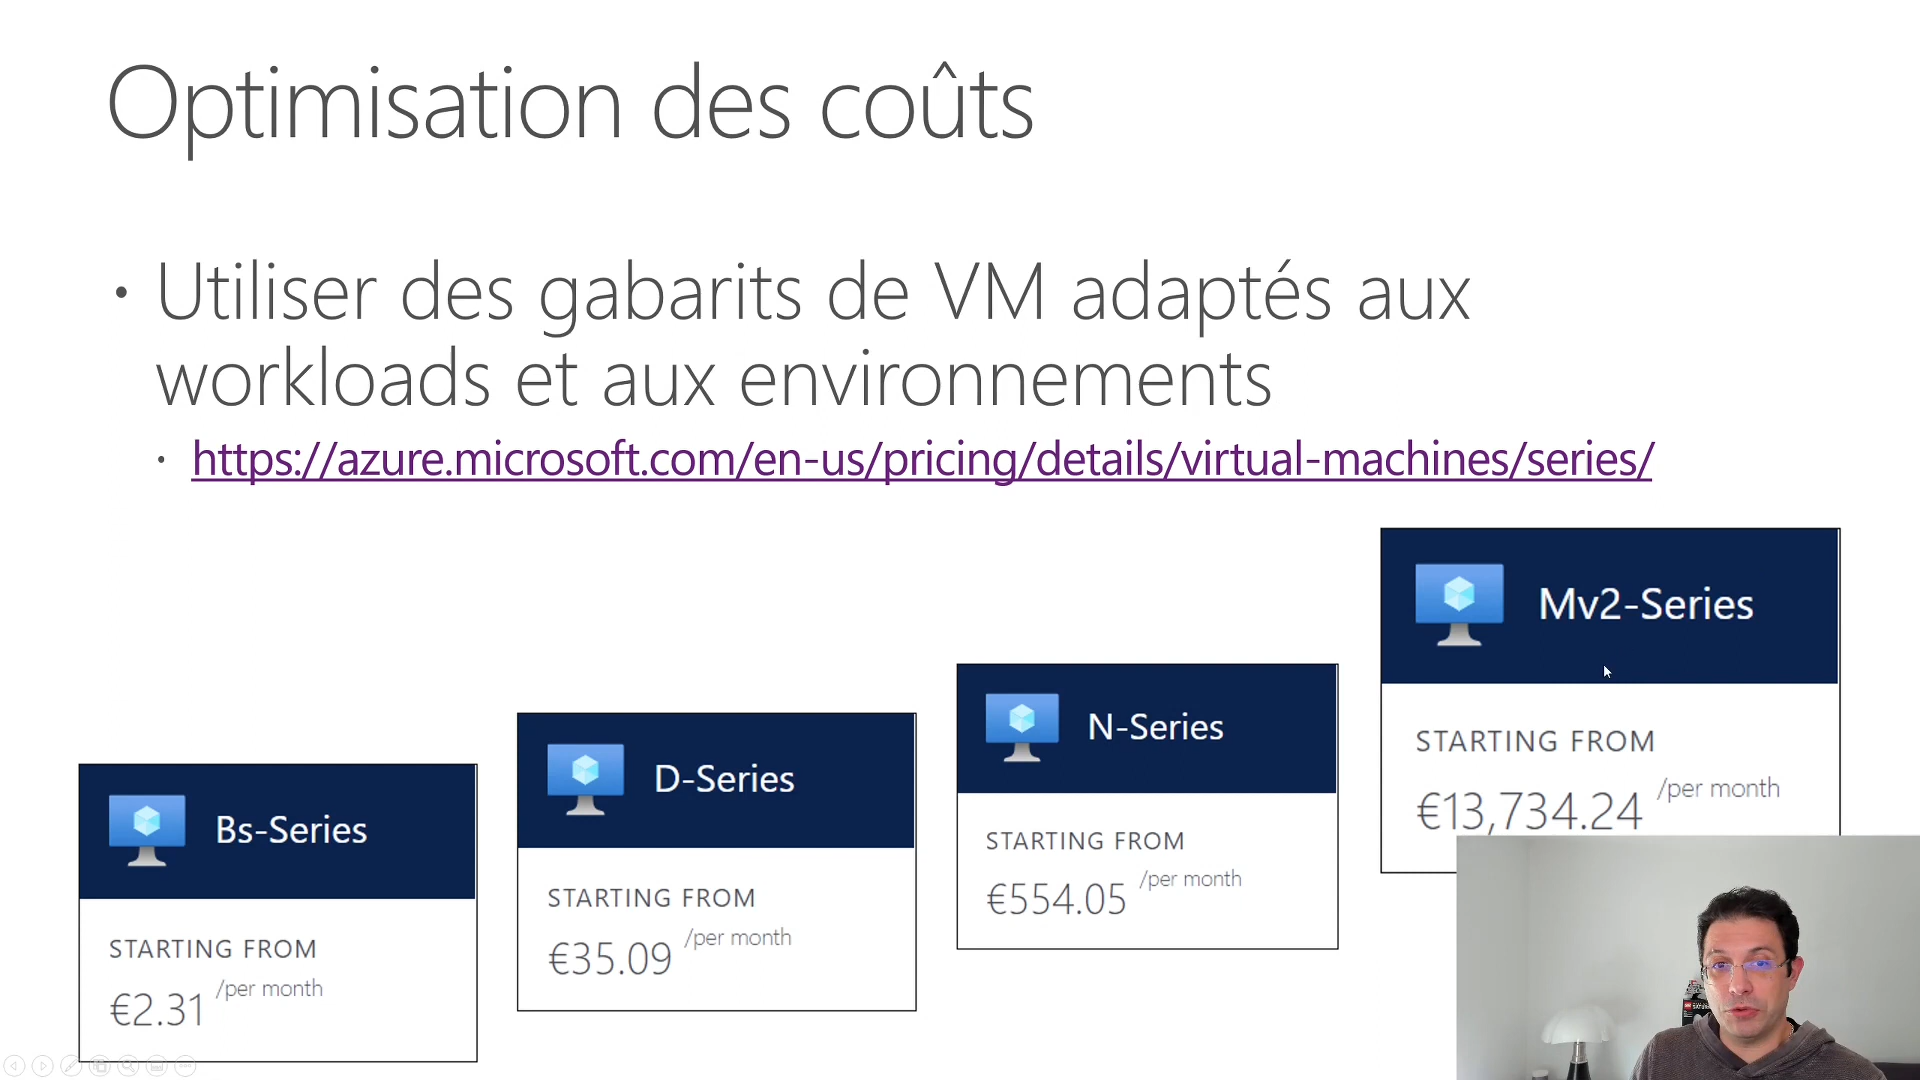 Optimisation des coûts
• Utiliser des gabarits de VM adaptés aux
workloads et aux environnements
• https://azure.microsoft.com/en-us/pricing/details/virtual-machines/series/
Bs-Series
STARTING FROM
€2.31 /per month
D-Series
STARTING FROM
€35.09 /per month
N-Series
STARTING FROM
€554.05 /per month
Mv2-Series
STARTING FROM
€13,734.24 /per month